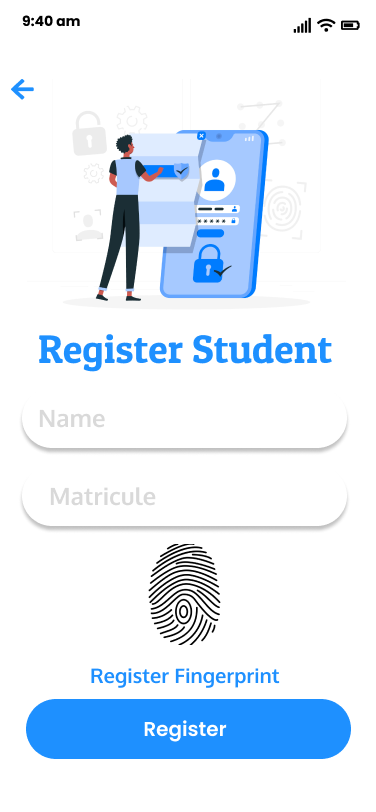 9:40 am
Register Student
Name
Matricule
Register Fingerprint
Register